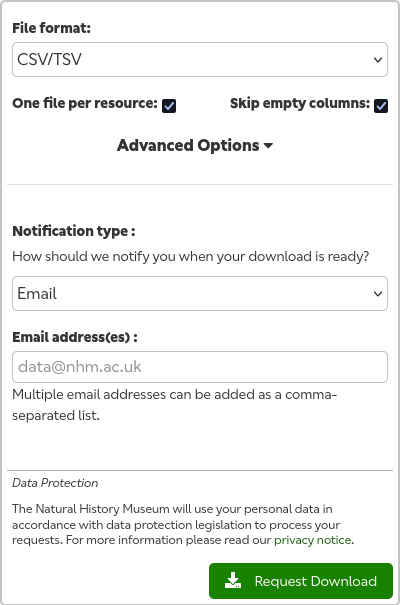 File format:
CSV/TSV
One file per resource: Skip empty columns:
Advanced Options
Notification type :
How should we notify you when your download is ready?
Email
Email address(es) :
data@nhm.ac.uk
Multiple email addresses can be added as a comma-
separated list.
Data Protection
The Natural History Museum will use your personal data in
accordance with data protection legislation to process your
requests. For more information please read our privacy notice.
Request Download